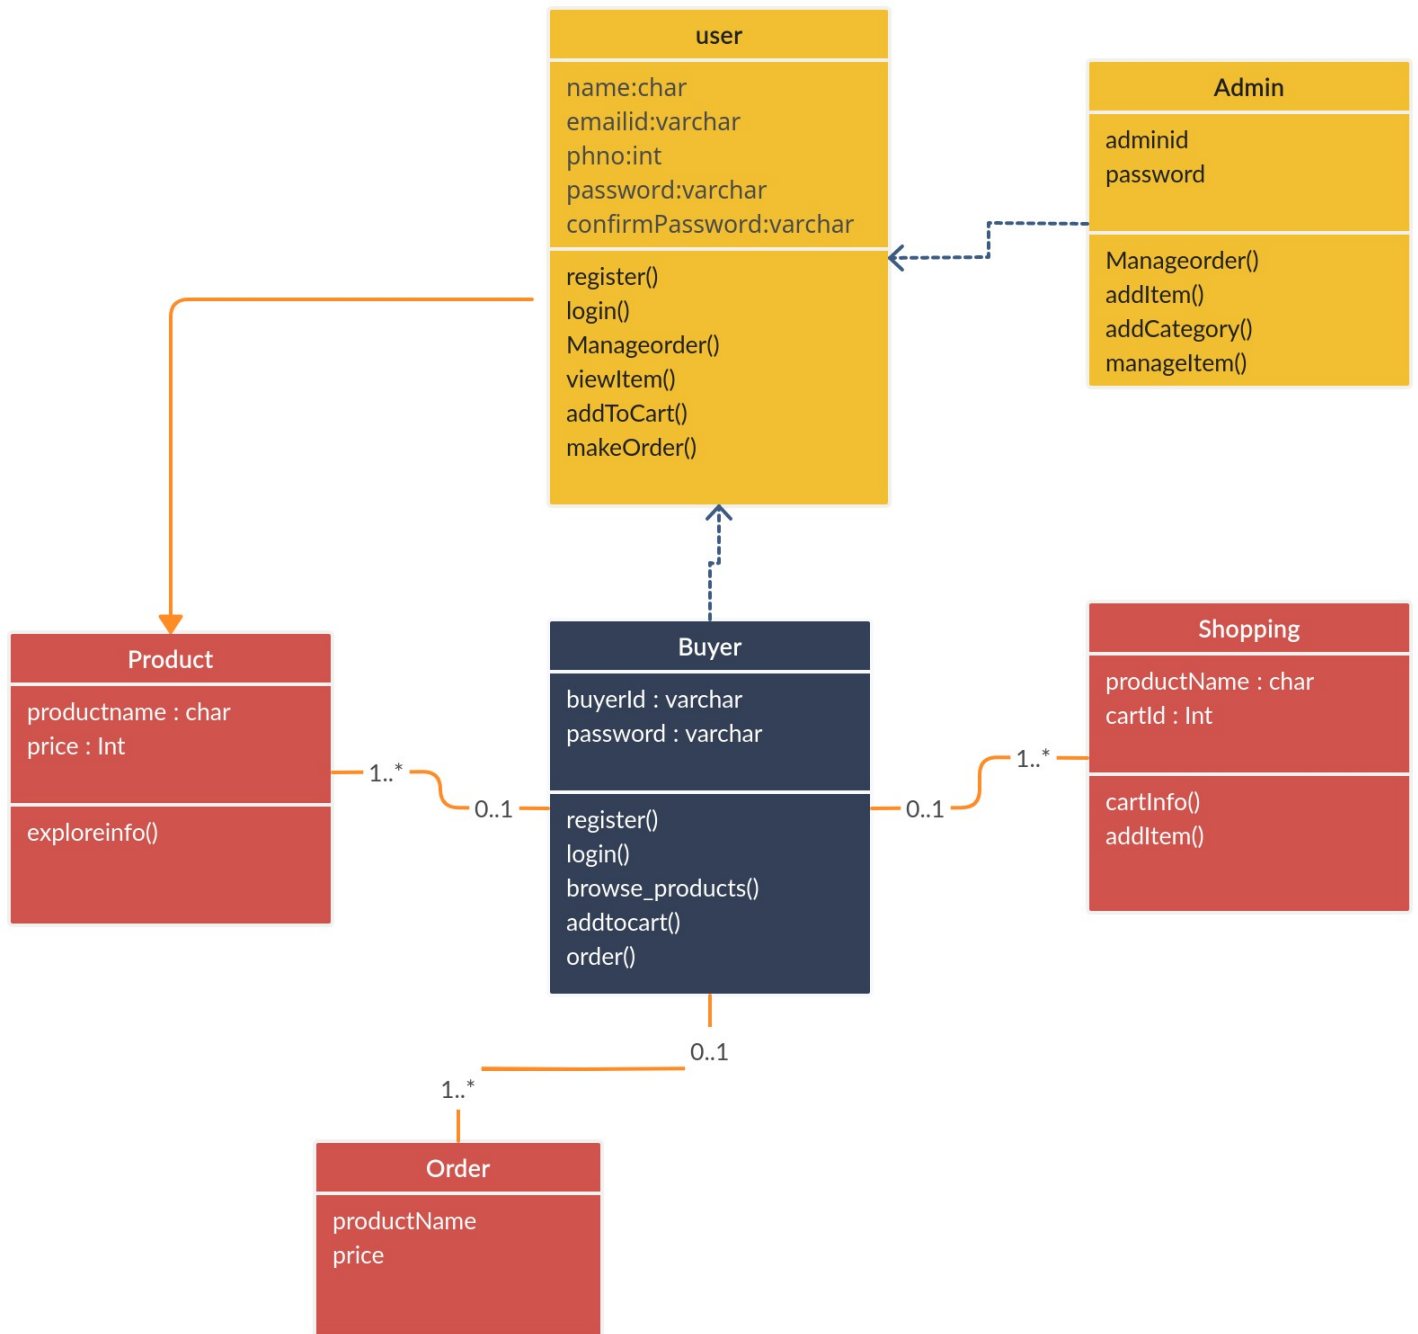 user
name:char
emailid:varchar
phno:int
password:varchar
confirmPassword:varchar
register()
login()
Manageorder()
viewItem()
addToCart()
makeOrder()
Admin
adminid
password
Manageorder()
addItem()
addCategory()
manageItem()
Product
productname : char
price : Int
exploreinfo()
1..*
0..1
Buyer
buyerId : varchar
password : varchar
register()
login()
browse_products()
addtocart()
order()
0..1
1..*
Shopping
productName : char
cartId : Int
cartInfo()
addItem()
0..1
1..*
Order
productName
price